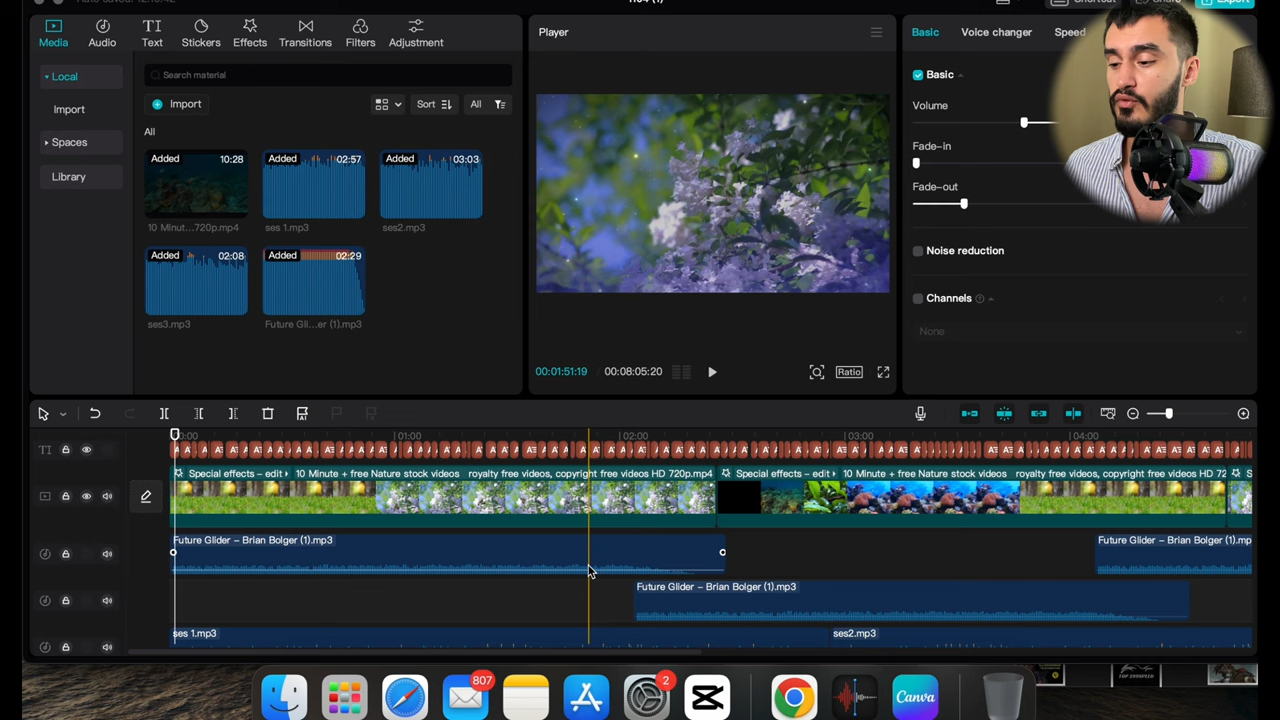 Media
Audio
Text
Stickers
Effects
Transitions
Filters
Adjustment
Local
Import
Spaces
Library
Search material
Import
Sort
All
All
Added 10:28
10 Minut...720p.mp4
Added 02:57
ses 1.mp3
Added 03:03
ses2.mp3
Added 02:08
ses3.mp3
Added 02:29
Future Gli...er (1).mp3
Player
00:01:51:19
00:08:05:20
Ratio
Basic
Voice changer
Speed
Basic
Volume
Fade-in
Fade-out
Noise reduction
Channels
None
TI
01:00
02:00
03:00
04:00
Special effects – edit
10 Minute + free Nature stock videos royalty free videos, copyright free videos HD 720p.mp4
Special effects – edit
10 Minute + free Nature stock videos royalty free videos, copyright free videos HD 72
Future Glider – Brian Bolger (1).mp3
Future Glider – Brian Bolger (1).mp
Future Glider – Brian Bolger (1).mp3
ses 1.mp3
ses2.mp3
807
2
Canva